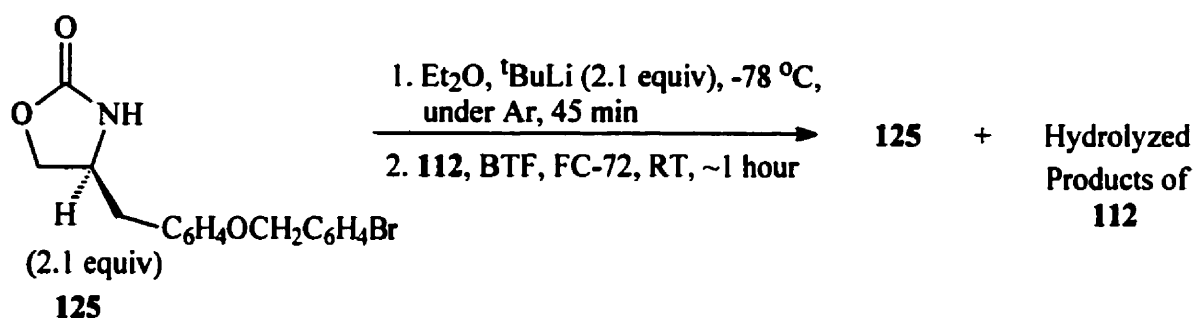 O
O
NH
H
C₆H₄OCH₂C₆H₄Br
(2.1 equiv)
125
1. Et₂O, ᵗBuLi (2.1 equiv), -78 °C,
under Ar, 45 min
2. 112, BTF, FC-72, RT, ~1 hour
125 + Hydrolyzed
Products of
112